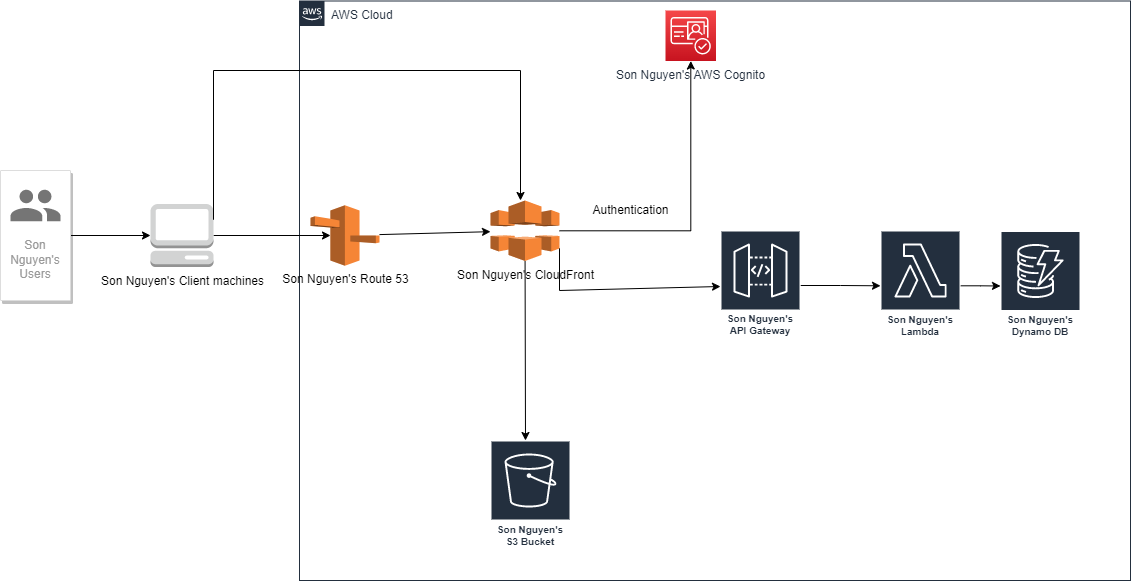 aws
AWS Cloud
Son Nguyen's AWS Cognito
Authentication
Son
Nguyen's
Users
Son Nguyen's Client machines
Son Nguyen's Route 53
Son Nguyen's CloudFront
</>
Son Nguyen's
API Gateway
Son Nguyen's
Lambda
Son Nguyen's
Dynamo DB
Son Nguyen's
S3 Bucket